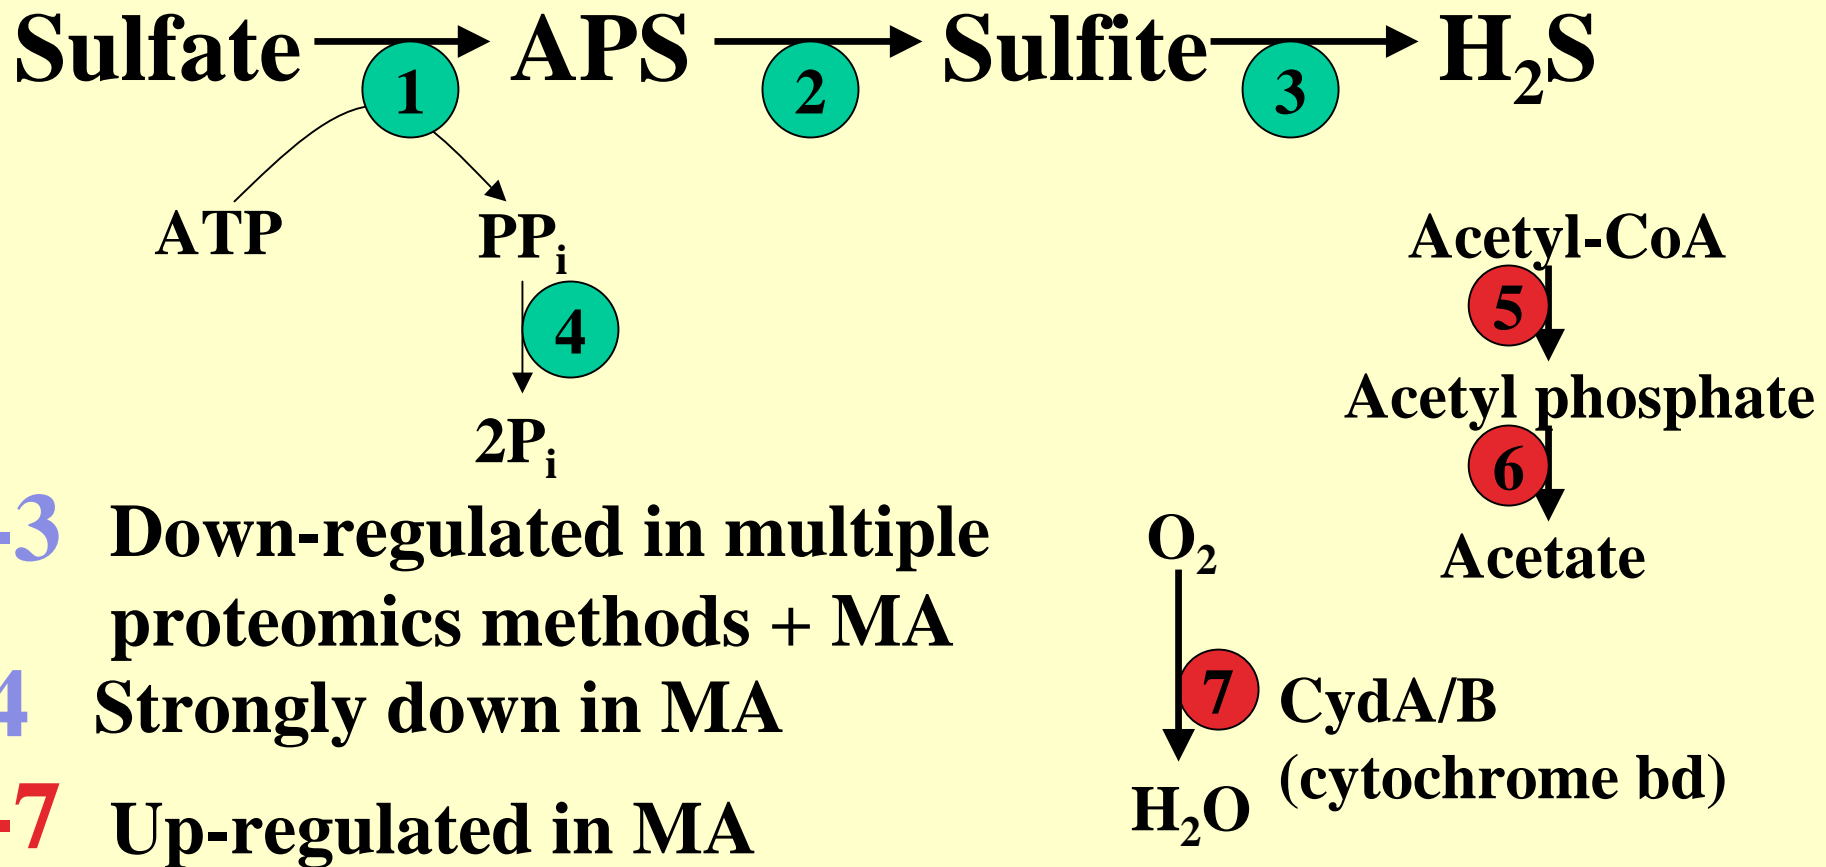 Sulfate APS Sulfite H₂S
1 2 3
ATP PPᵢ
4
2Pᵢ
Acetyl-CoA
5
Acetyl phosphate
6
Acetate
O₂
7 CydA/B
(cytochrome bd)
H₂O
-3 Down-regulated in multiple
proteomics methods + MA
4 Strongly down in MA
-7 Up-regulated in MA